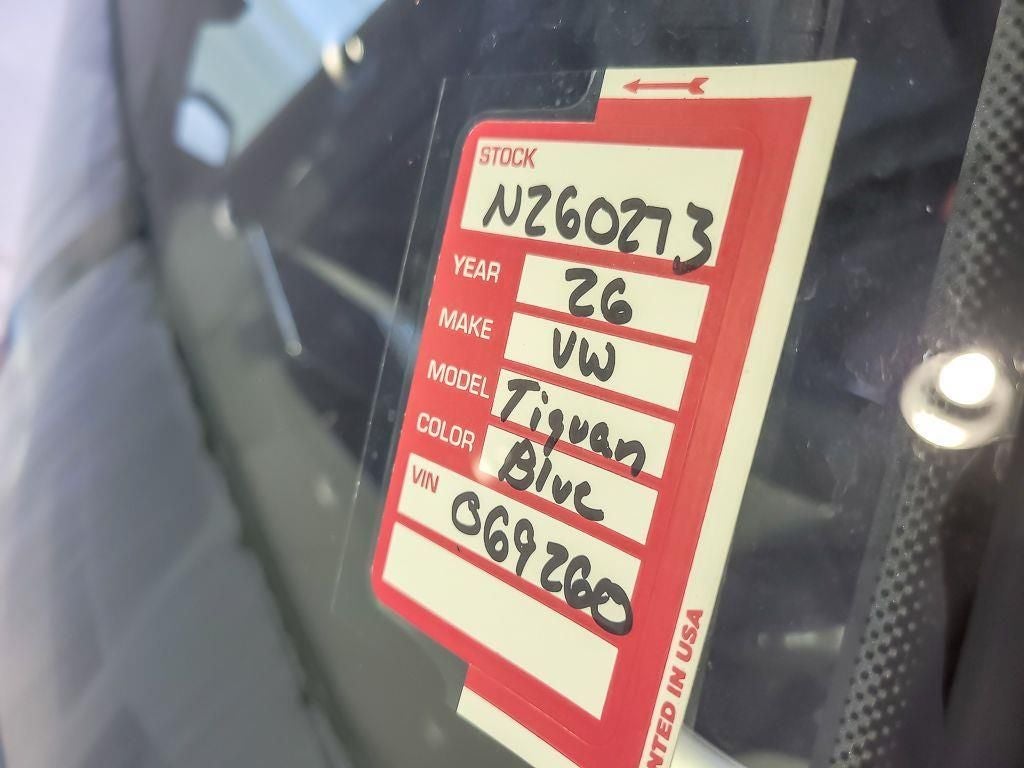 STOCK
N260273
YEAR 26
MAKE VW
MODEL Tiguan
COLOR Blue
VIN 069260
NTED IN USA